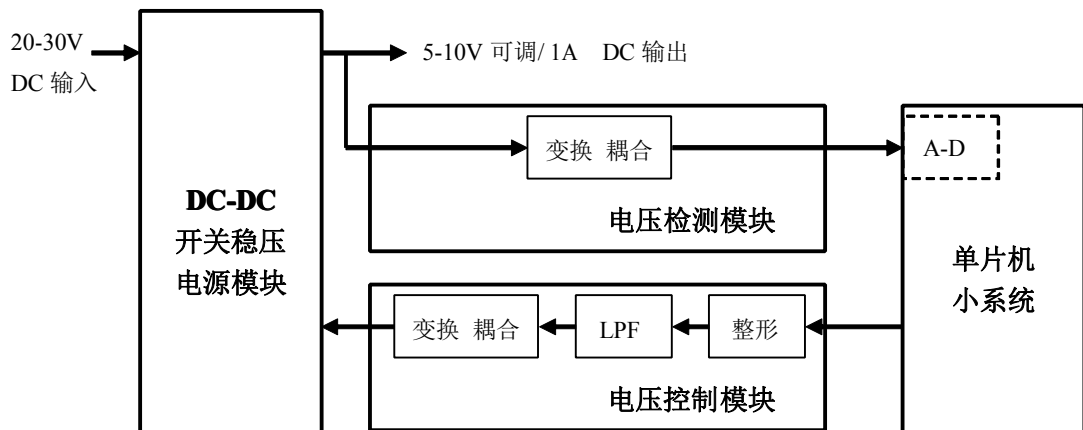 20-30V
DC 输入
5-10V 可调/ 1A DC 输出
变换 耦合
A-D
电压检测模块
DC-DC
开关稳压
电源模块
单片机
小系统
变换 耦合
LPF
整形
电压控制模块